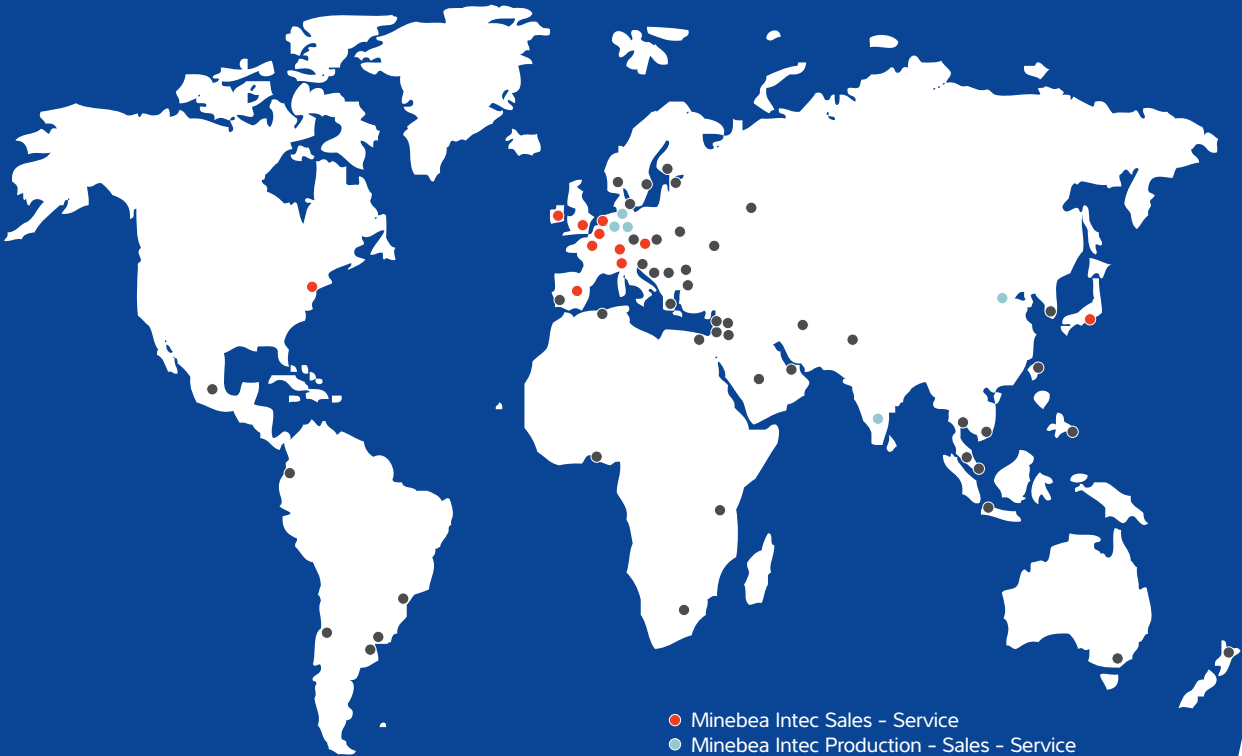 Minebea Intec Sales – Service
Minebea Intec Production – Sales – Service